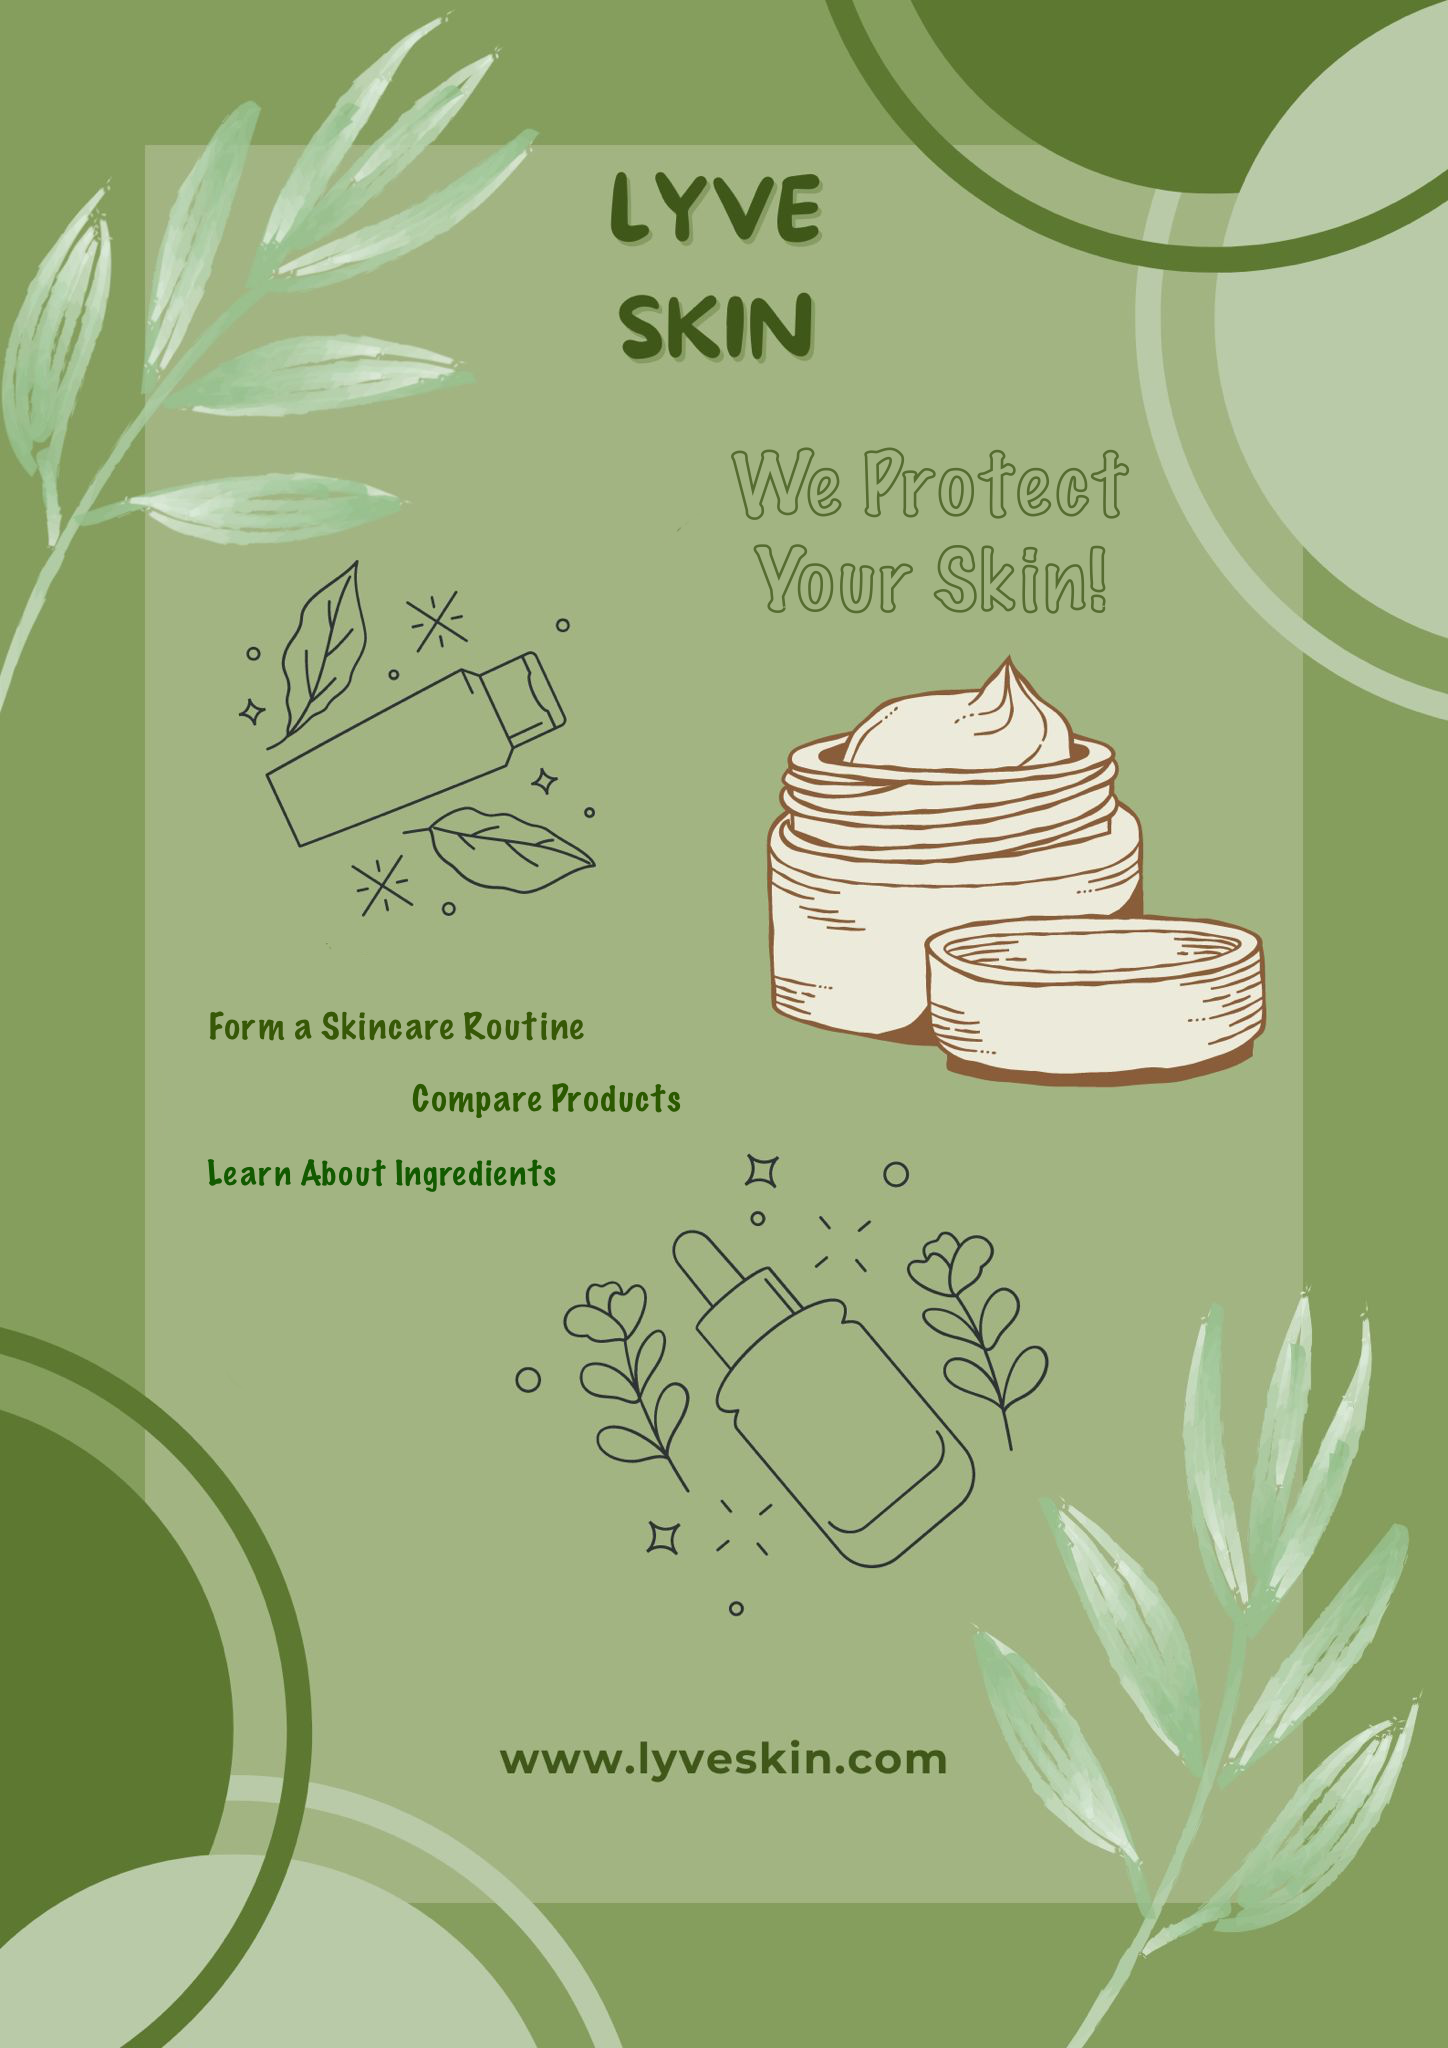 LYVE
SKIN
We Protect
Your Skin!
Form a Skincare Routine
Compare Products
Learn About Ingredients
www.lyveskin.com